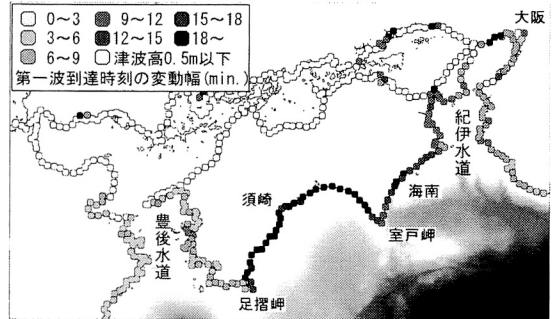 0～3 9～12 15～18
3～6 12～15 18～
6～9 津波高0.5m以下
第一波到達時刻の変動幅(min.)
大阪
紀伊水道
海南
須崎
室戸岬
豊後水道
足摺岬